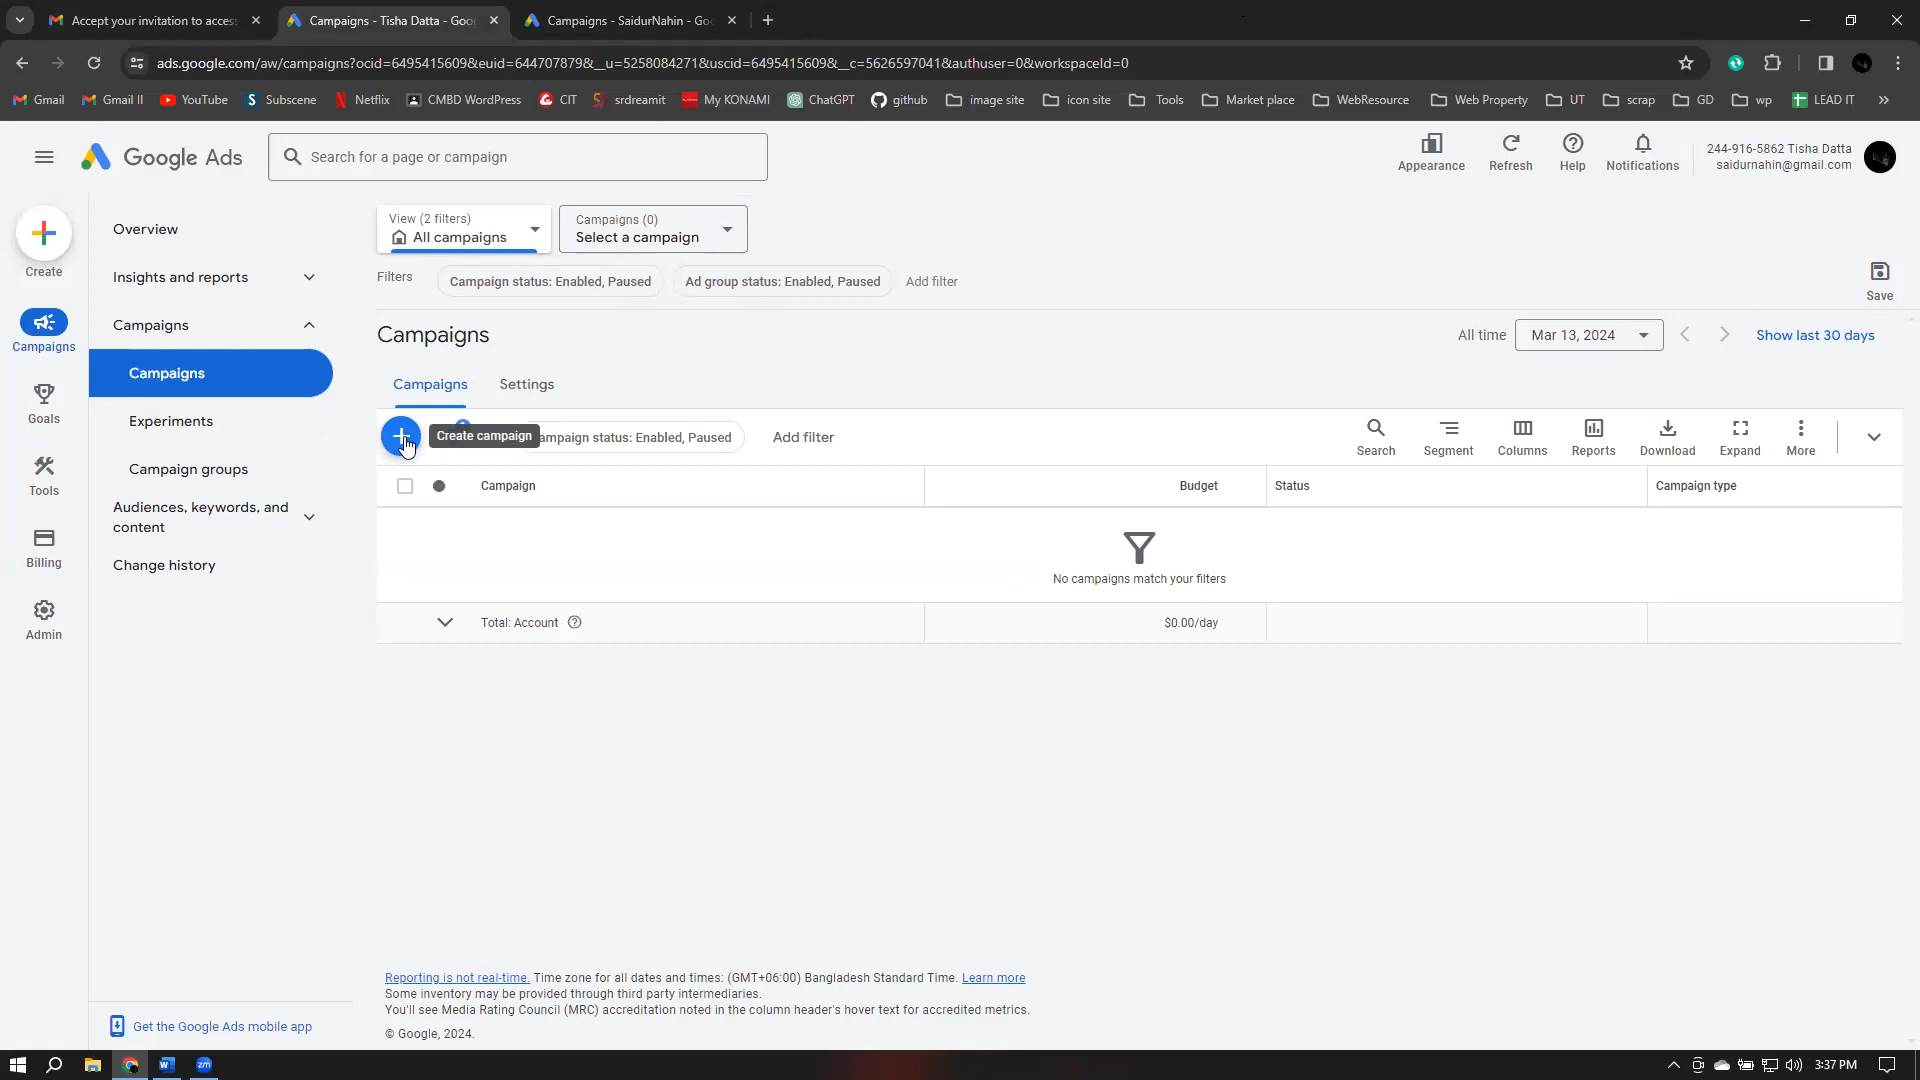 Accept your invitation to acces
Campaigns - Tisha Datta - Goo
Campaigns - SaidurNahin - Go
ads.google.com/aw/campaigns?ocid=6495415609&euid=644707879&__u=5258084271&uscid=6495415609&__c=5626597041&authuser=0&workspaceId=0
Gmail
Gmail II
YouTube
Subscene
Netflix
CMBD WordPress
CIT
srdreamit
My KONAMI
ChatGPT
github
image site
icon site
Tools
Market place
WebResource
Web Property
UT
scrap
GD
wp
LEAD IT
Google Ads
Search for a page or campaign
Appearance
Refresh
Help
Notifications
244-916-5862 Tisha Datta
saidurnahin@gmail.com
Create
Campaigns
Goals
Tools
Billing
Admin
Overview
Insights and reports
Campaigns
Campaigns
Experiments
Campaign groups
Audiences, keywords, and
content
Change history
Get the Google Ads mobile app
View (2 filters)
All campaigns
Campaigns (0)
Select a campaign
Filters
Campaign status: Enabled, Paused
Ad group status: Enabled, Paused
Add filter
Save
Campaigns
All time
Mar 13, 2024
Show last 30 days
Campaigns
Settings
Create campaign
ampaign status: Enabled, Paused
Add filter
Search
Segment
Columns
Reports
Download
Expand
More
Campaign
Budget
Status
Campaign type
No campaigns match your filters
Total: Account
$0.00/day
Reporting is not real-time. Time zone for all dates and times: (GMT+06:00) Bangladesh Standard Time. Learn more
Some inventory may be provided through third party intermediaries.
You'll see Media Rating Council (MRC) accreditation noted in the column header's hover text for accredited metrics.
© Google, 2024.
3:37 PM